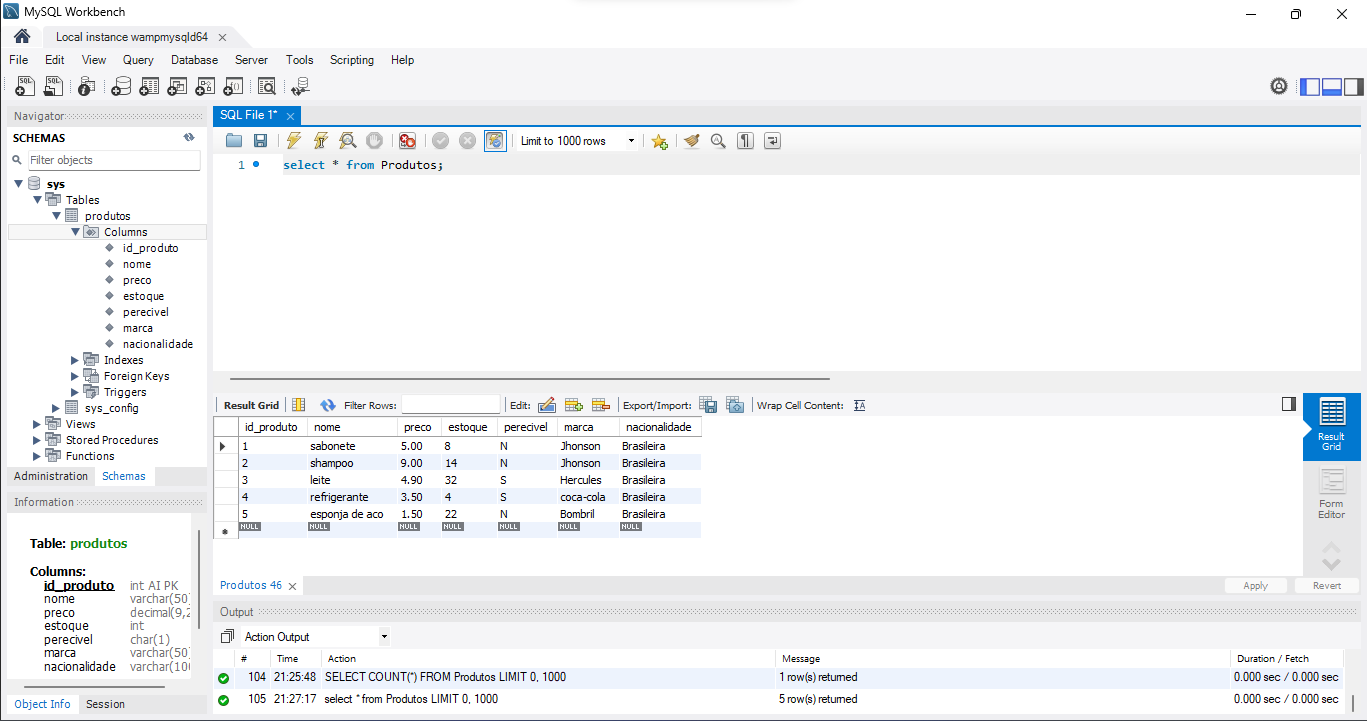 MySQL Workbench
Local instance wampmysqld64
File Edit View Query Database Server Tools Scripting Help
Navigator
SCHEMAS
Filter objects
sys
Tables
produtos
Columns
id_produto
nome
preco
estoque
perecivel
marca
nacionalidade
Indexes
Foreign Keys
Triggers
sys_config
Views
Stored Procedures
Functions
Administration Schemas
Information
Table: produtos
Columns:
id_produto int AI PK
nome varchar(50)
preco decimal(9,2
estoque int
perecivel char(1)
marca varchar(50)
nacionalidade varchar(10
Object Info Session
SQL File 1*
Limit to 1000 rows
1 select * from Produtos;
Result Grid Filter Rows: Edit: Export/Import: Wrap Cell Content:
id_produto nome preco estoque perecivel marca nacionalidade
1 sabonete 5.00 8 N Jhonson Brasileira
2 shampoo 9.00 14 N Jhonson Brasileira
3 leite 4.90 32 S Hercules Brasileira
4 refrigerante 3.50 4 S coca-cola Brasileira
5 esponja de aco 1.50 22 N Bombril Brasileira
NULL NULL NULL NULL NULL NULL NULL
Result
Grid
Form
Editor
Produtos 46
Apply Revert
Output
Action Output
# Time Action Message Duration / Fetch
104 21:25:48 SELECT COUNT(*) FROM Produtos LIMIT 0, 1000 1 row(s) returned 0.000 sec / 0.000 sec
105 21:27:17 select * from Produtos LIMIT 0, 1000 5 row(s) returned 0.000 sec / 0.000 sec